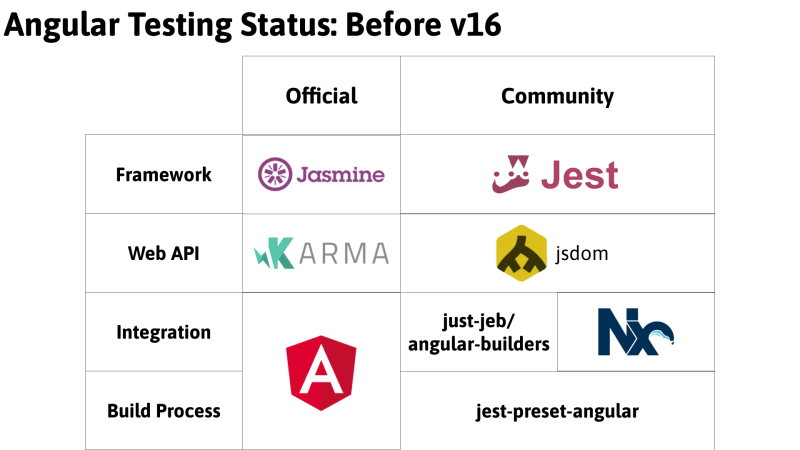 Angular Testing Status: Before v16
Official
Community
Framework
Jasmine
Jest
Web API
KARMA
jsdom
Integration
just-jeb/
angular-builders
Nx
A
Build Process
jest-preset-angular